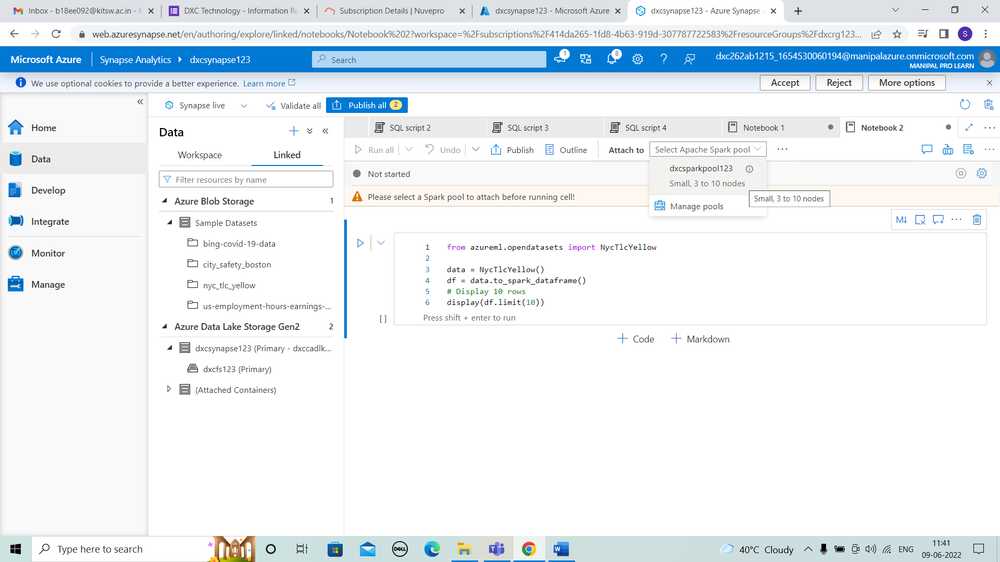 Inbox - b18ee092@kitsw.ac.in - K
DXC Technology - Information Re
Subscription Details | Nuvepro
dxcsynapse123 - Microsoft Azure
dxcsynapse123 - Azure Synapse A
web.azuresynapse.net/en/authoring/explore/linked/notebooks/Notebook%202?workspace=%2Fsubscriptions%2F414da265-1fd8-4b63-919d-307787722583%2FresourceGroups%2Fdxcrg123...
S
Microsoft Azure
Synapse Analytics
dxcsynapse123
Search
1
8
dxc262ab1215_1654530060194@manipalazure.onmicrosoft.com
MANIPAL PRO LEARN
We use optional cookies to provide a better experience. Learn more
Accept
Reject
More options
Synapse live
Validate all
Publish all 2
Home
Data
Develop
Integrate
Monitor
Manage
Data
Workspace
Linked
Filter resources by name
Azure Blob Storage 1
Sample Datasets
bing-covid-19-data
city_safety_boston
nyc_tlc_yellow
us-employment-hours-earnings-...
Azure Data Lake Storage Gen2 2
dxcsynapse123 (Primary - dxccadlk...
dxcfs123 (Primary)
(Attached Containers)
SQL script 2
SQL script 3
SQL script 4
Notebook 1
Notebook 2
Run all
Undo
Publish
Outline
Attach to
Select Apache Spark pool
Not started
dxcsparkpool123
Small, 3 to 10 nodes
Manage pools
Small, 3 to 10 nodes
Please select a Spark pool to attach before running cell!
M↓
1 from azureml.opendatasets import NycTlcYellow
2
3 data = NycTlcYellow()
4 df = data.to_spark_dataframe()
5 # Display 10 rows
6 display(df.limit(10))
[ ]
Press shift + enter to run
Code
Markdown
Type here to search
DELL
40°C Cloudy
ENG
11:41
09-06-2022